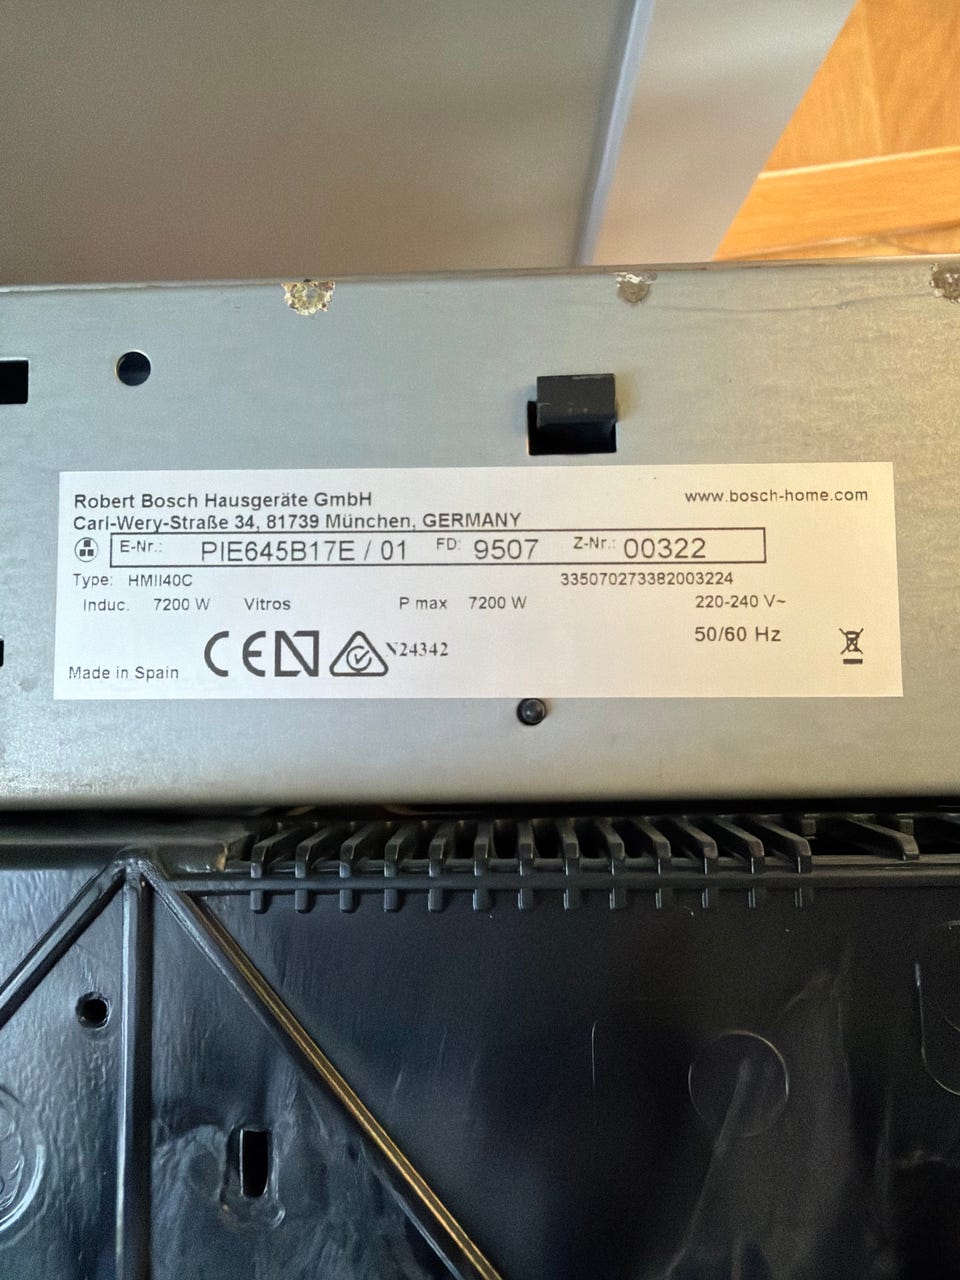 Robert Bosch Hausgeräte GmbH
www.bosch-home.com
Carl-Wery-Straße 34, 81739 München, GERMANY
E-Nr.: PIE645B17E / 01 FD: 9507 Z-Nr.: 00322
Type: HMII40C 335070273382003224
Induc. 7200 W Vitros P max 7200 W 220-240 V~
50/60 Hz
CE N24342
Made in Spain